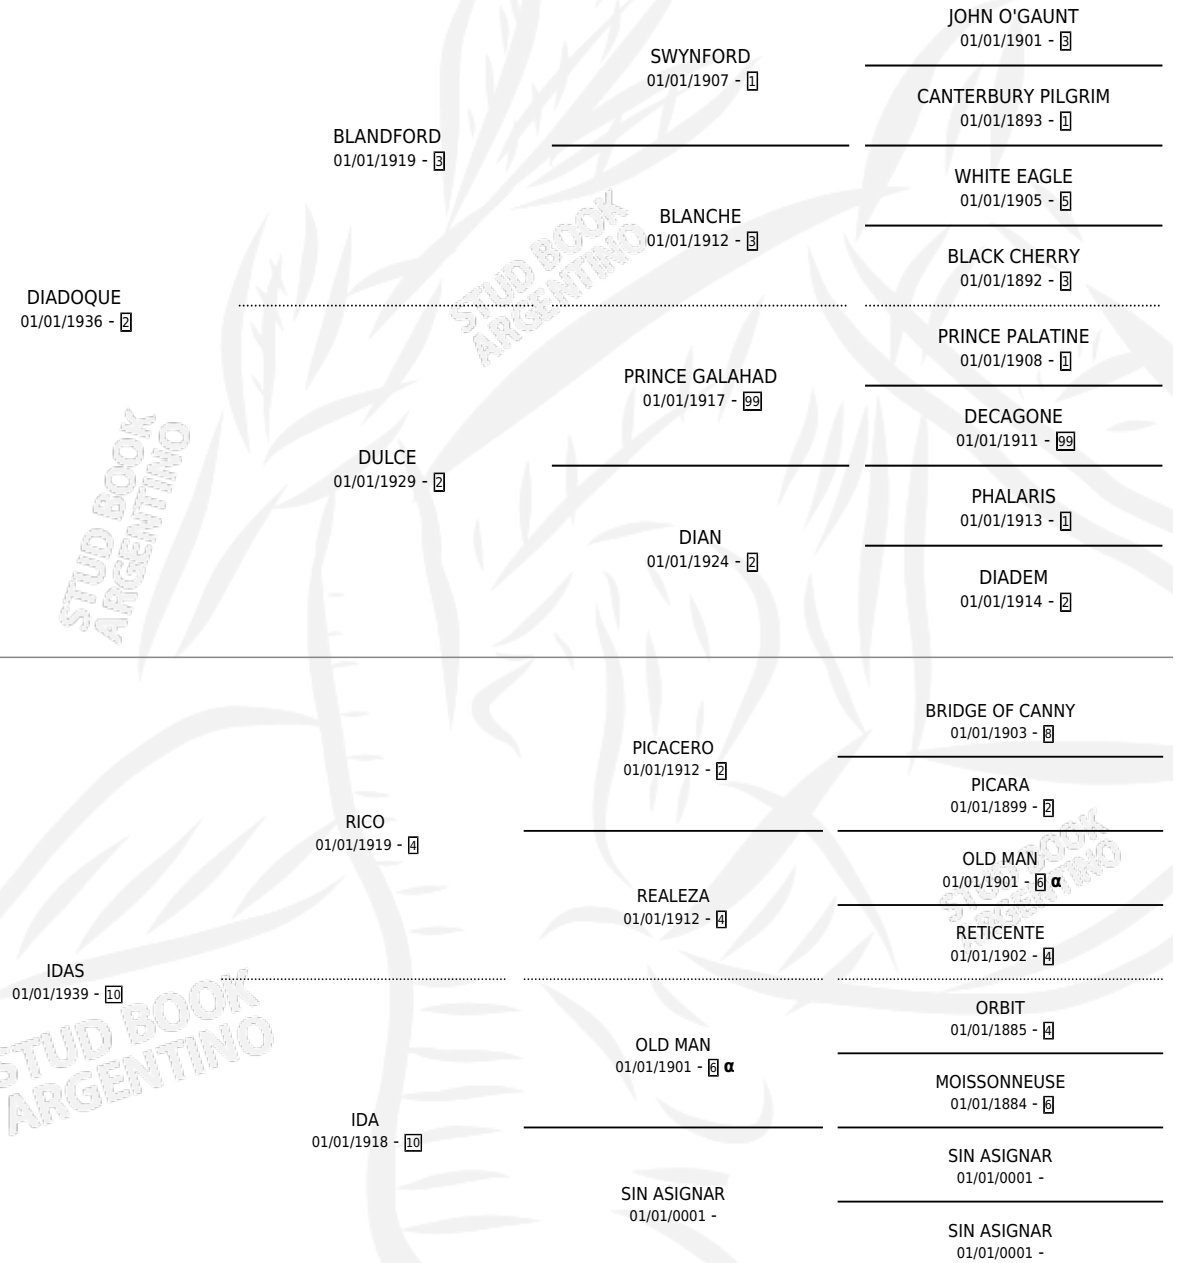 JOHN O'GAUNT
01/01/1901 - 3
SWYNFORD
01/01/1907 - 1
CANTERBURY PILGRIM
01/01/1893 - 1
BLANDFORD
01/01/1919 - 3
WHITE EAGLE
01/01/1905 - 5
BLANCHE
01/01/1912 - 3
BLACK CHERRY
01/01/1892 - 3
STUD BOOK
ARGENTINO
DIADOQUE
01/01/1936 - 2
PRINCE PALATINE
01/01/1908 - 1
PRINCE GALAHAD
01/01/1917 - 99
DECAGONE
01/01/1911 - 99
DULCE
01/01/1929 - 2
PHALARIS
01/01/1913 - 1
DIAN
01/01/1924 - 2
DIADEM
01/01/1914 - 2
STUD BOOK
ARGENTINO
BRIDGE OF CANNY
01/01/1903 - 8
PICACERO
01/01/1912 - 2
PICARA
01/01/1899 - 2
RICO
01/01/1919 - 4
OLD MAN
01/01/1901 - 6 α
REALEZA
01/01/1912 - 4
RETICENTE
01/01/1902 - 4
STUD BOOK
ARGENTINO
IDAS
01/01/1939 - 10
ORBIT
01/01/1885 - 4
OLD MAN
01/01/1901 - 6 α
MOISSONNEUSE
01/01/1884 - 6
STUD BOOK
ARGENTINO
IDA
01/01/1918 - 10
SIN ASIGNAR
01/01/0001 -
SIN ASIGNAR
01/01/0001 -
SIN ASIGNAR
01/01/0001 -